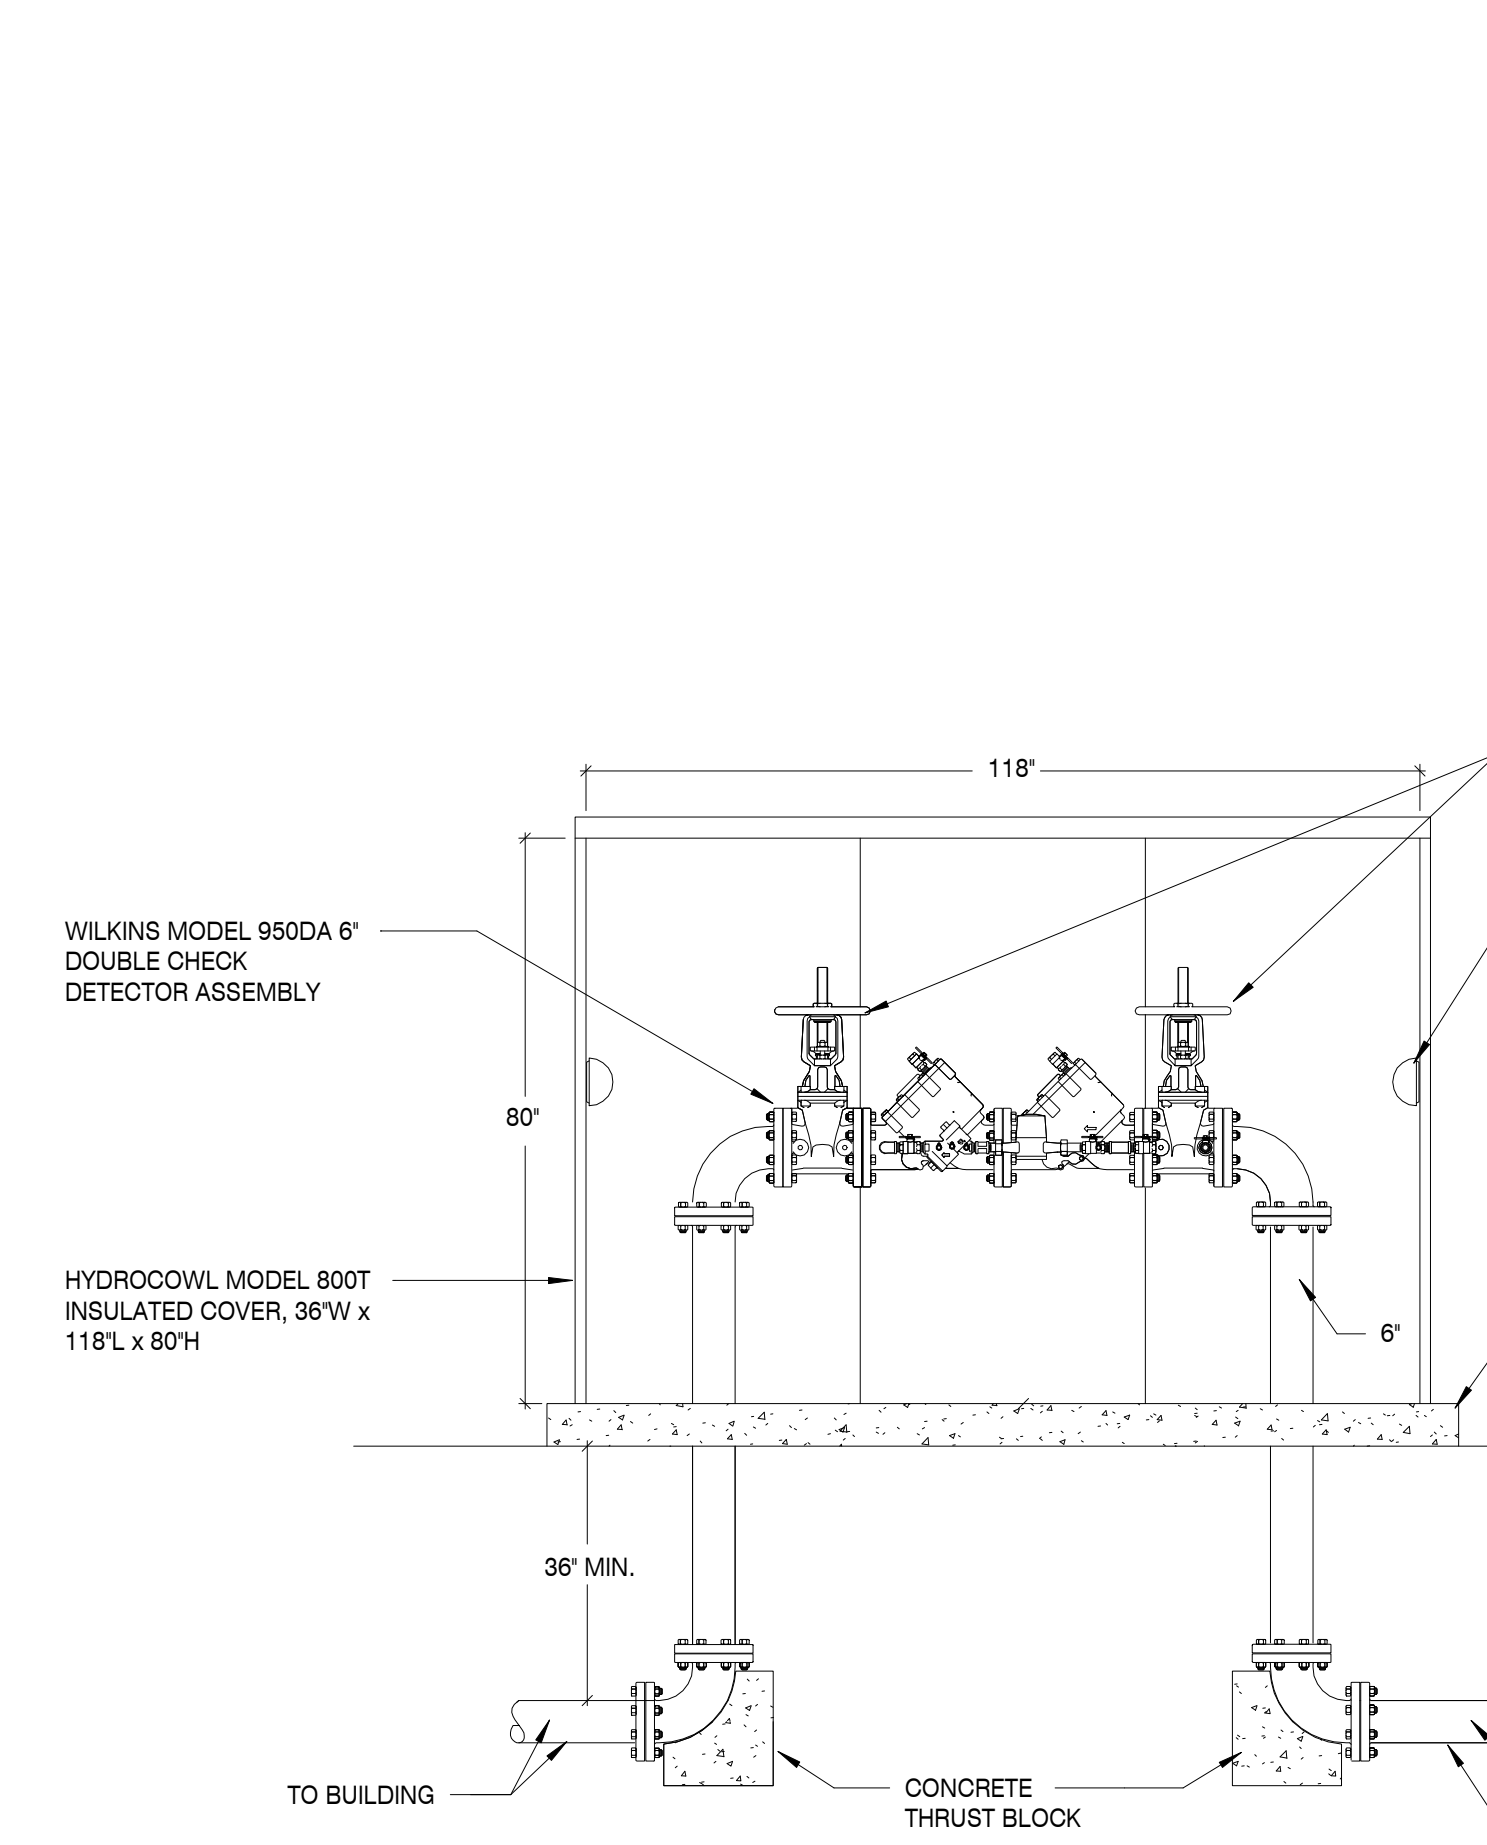 118"
WILKINS MODEL 950DA 6"
DOUBLE CHECK
DETECTOR ASSEMBLY
80"
HYDROCOWL MODEL 800T
INSULATED COVER, 36"W x
118"L x 80"H
6"
36" MIN.
TO BUILDING
CONCRETE
THRUST BLOCK